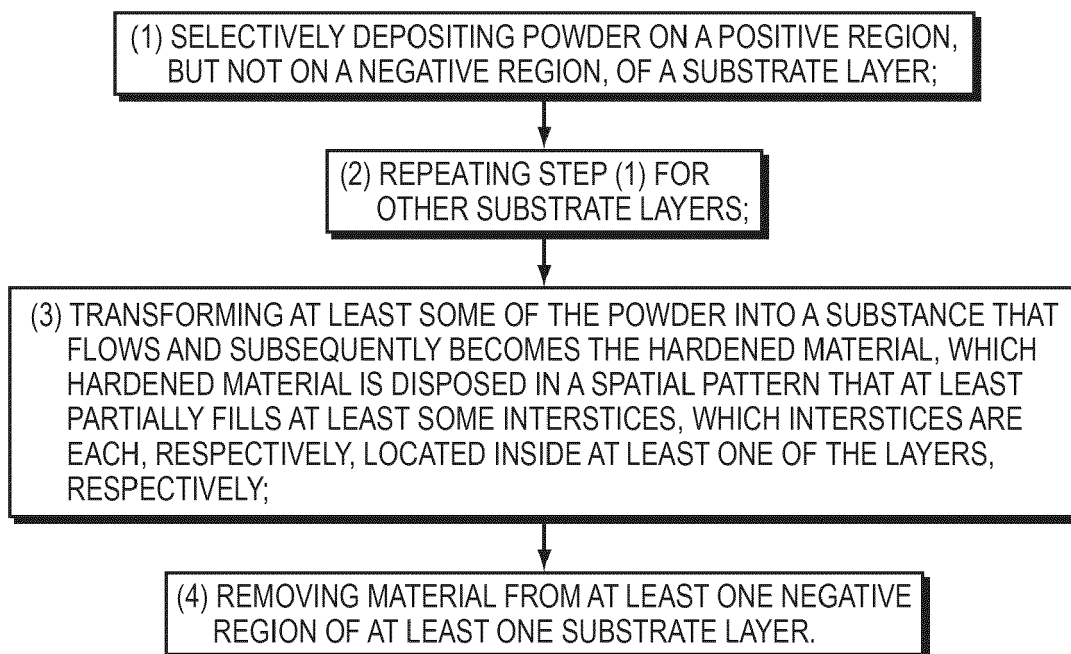 (1) SELECTIVELY DEPOSITING POWDER ON A POSITIVE REGION,
BUT NOT ON A NEGATIVE REGION, OF A SUBSTRATE LAYER;
(2) REPEATING STEP (1) FOR
OTHER SUBSTRATE LAYERS;
(3) TRANSFORMING AT LEAST SOME OF THE POWDER INTO A SUBSTANCE THAT
FLOWS AND SUBSEQUENTLY BECOMES THE HARDENED MATERIAL, WHICH
HARDENED MATERIAL IS DISPOSED IN A SPATIAL PATTERN THAT AT LEAST
PARTIALLY FILLS AT LEAST SOME INTERSTICES, WHICH INTERSTICES ARE
EACH, RESPECTIVELY, LOCATED INSIDE AT LEAST ONE OF THE LAYERS,
RESPECTIVELY;
(4) REMOVING MATERIAL FROM AT LEAST ONE NEGATIVE
REGION OF AT LEAST ONE SUBSTRATE LAYER.